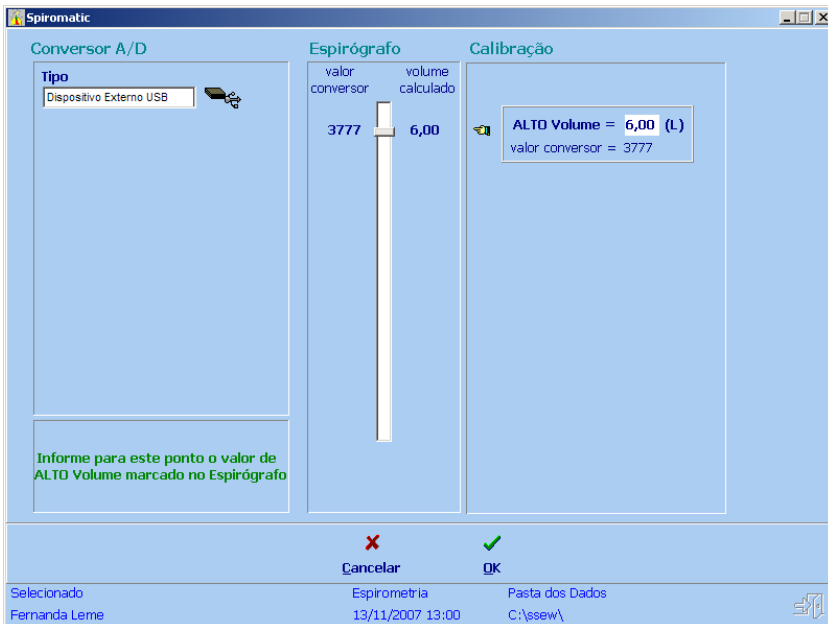 Spiromatic
Conversor A/D
Tipo
Dispositivo Externo USB
Informe para este ponto o valor de
ALTO Volume marcado no Espirógrafo
Espirógrafo
valor conversor
volume calculado
3777
6,00
Calibração
ALTO Volume = 6,00 (L)
valor conversor = 3777
Cancelar
OK
Selecionado
Espirometria
Pasta dos Dados
Fernanda Leme
13/11/2007 13:00
C:\ssew\